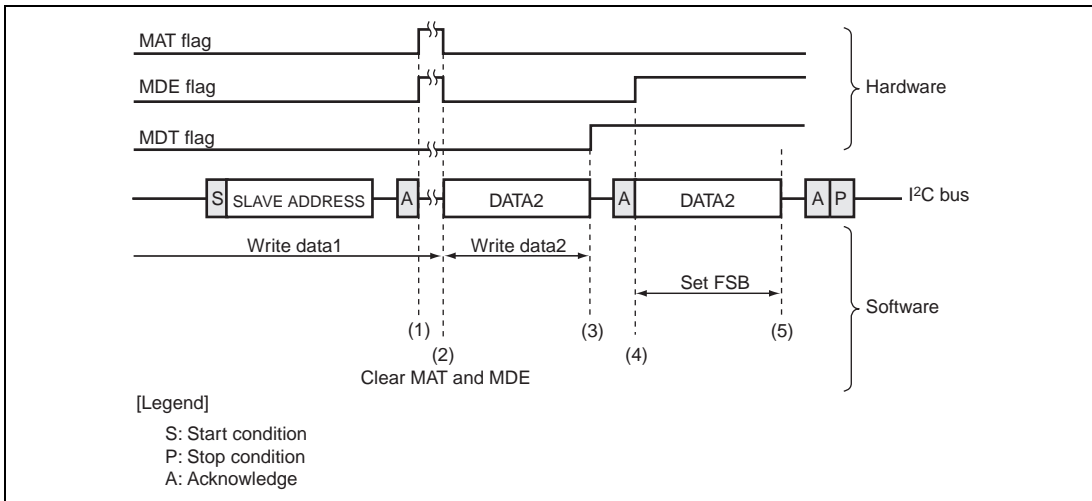 MAT flag
MDE flag
Hardware
MDT flag
S SLAVE ADDRESS A DATA2 A DATA2 A P I²C bus
Write data1 Write data2
Set FSB
Software
(1) (3) (5)
(2) (4)
Clear MAT and MDE
[Legend]
S: Start condition
P: Stop condition
A: Acknowledge